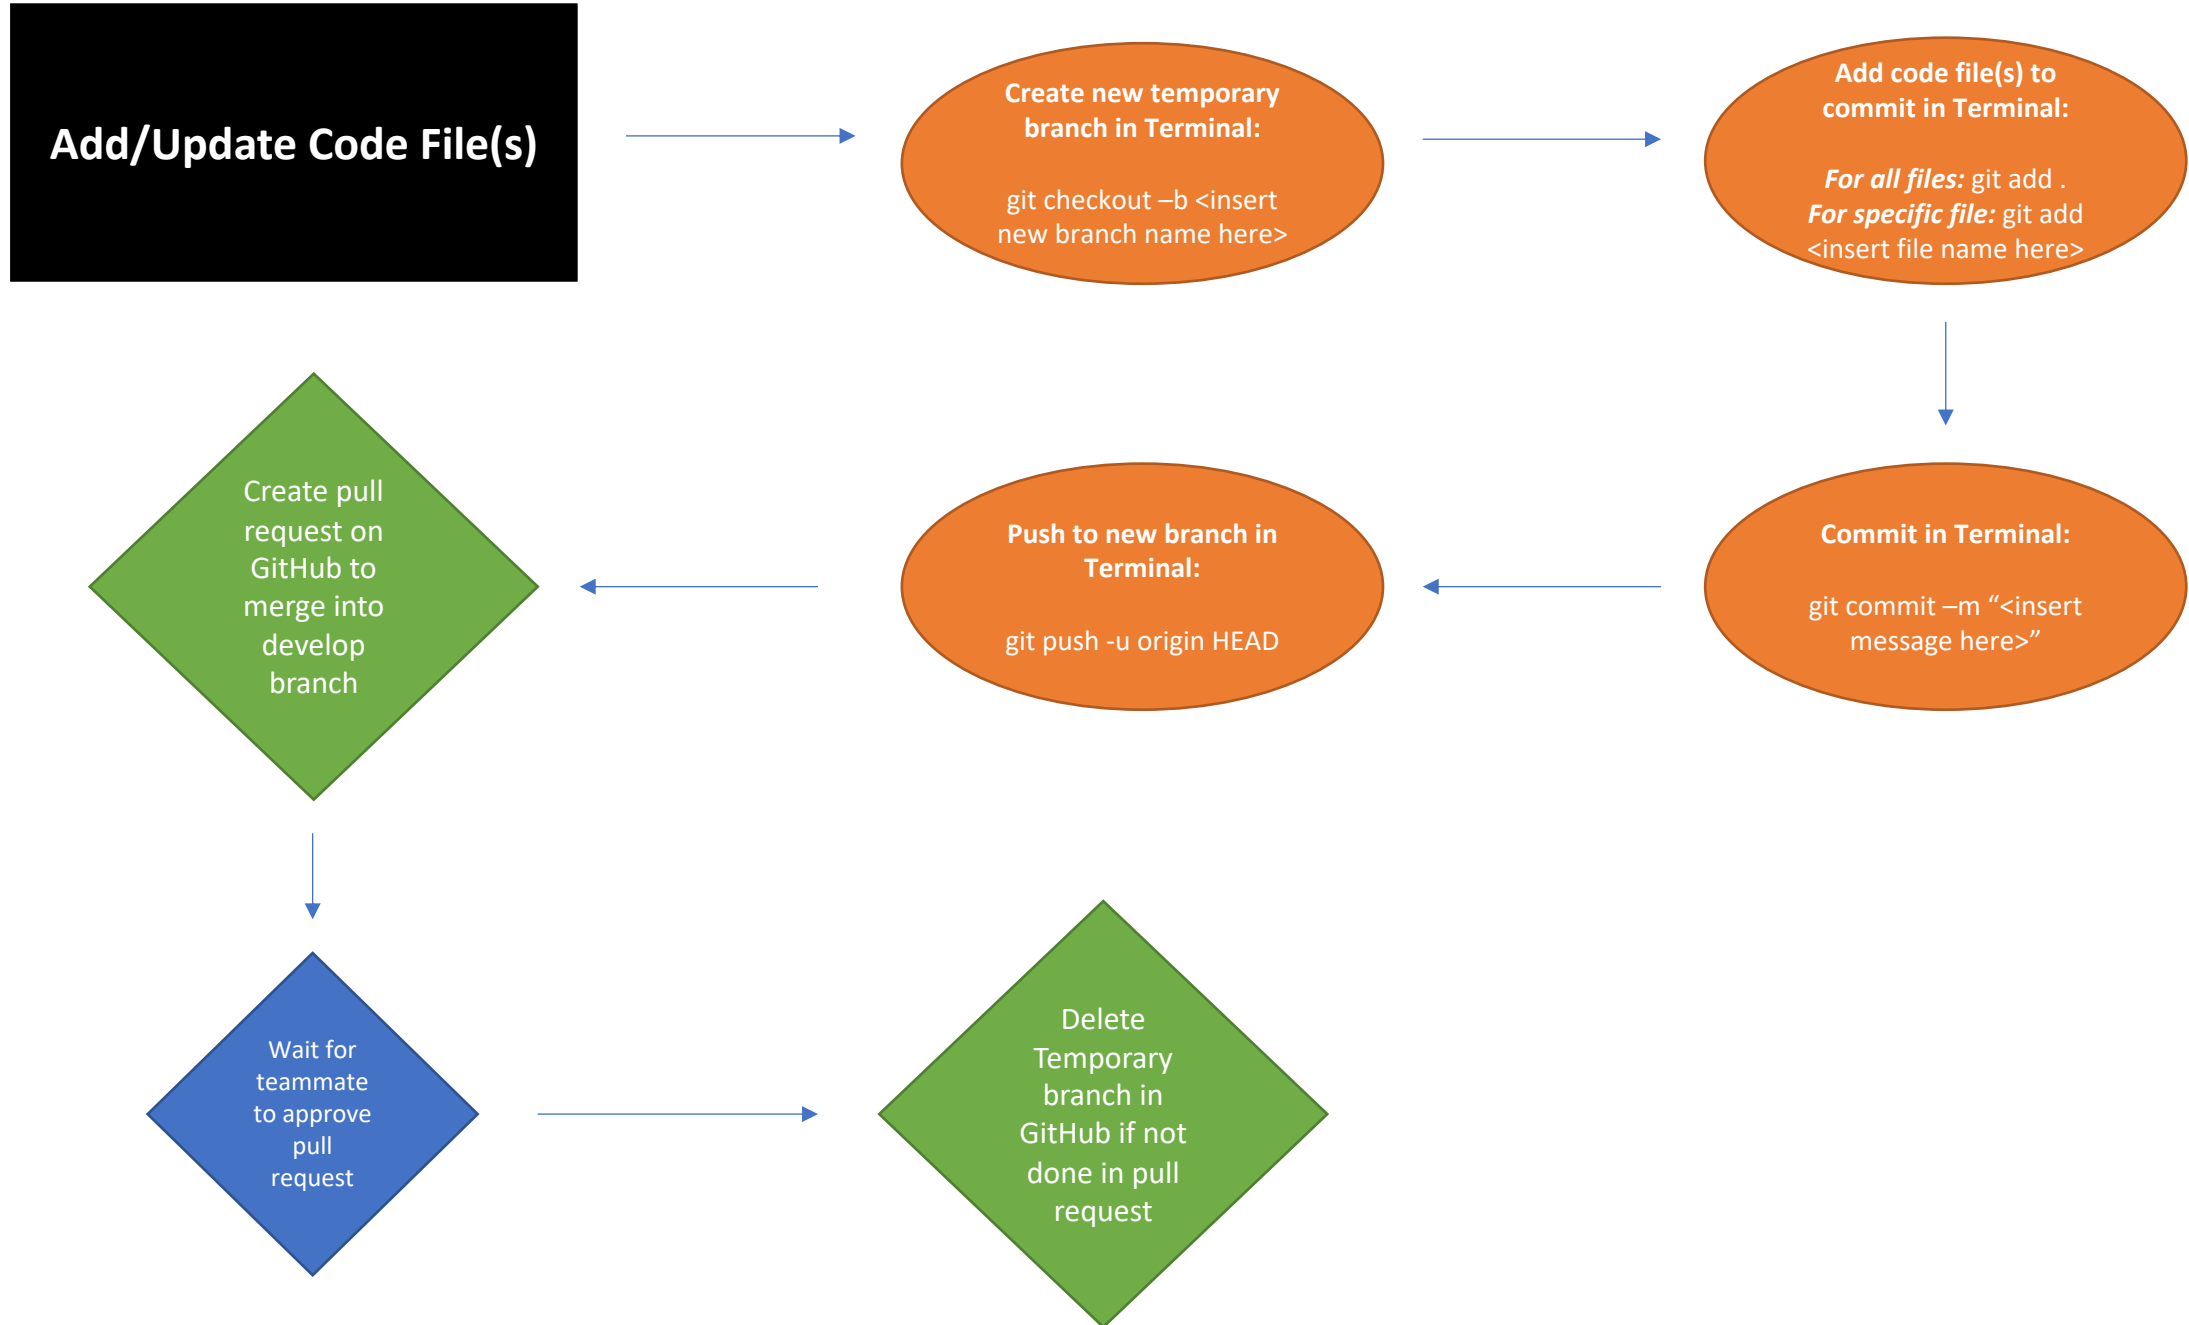 Add/Update Code File(s)
Create new temporary
branch in Terminal:
git checkout –b <insert
new branch name here>
Add code file(s) to
commit in Terminal:
For all files: git add .
For specific file: git add
<insert file name here>
Commit in Terminal:
git commit –m “<insert
message here>”
Push to new branch in
Terminal:
git push -u origin HEAD
Create pull
request on
GitHub to
merge into
develop
branch
Wait for
teammate
to approve
pull
request
Delete
Temporary
branch in
GitHub if not
done in pull
request